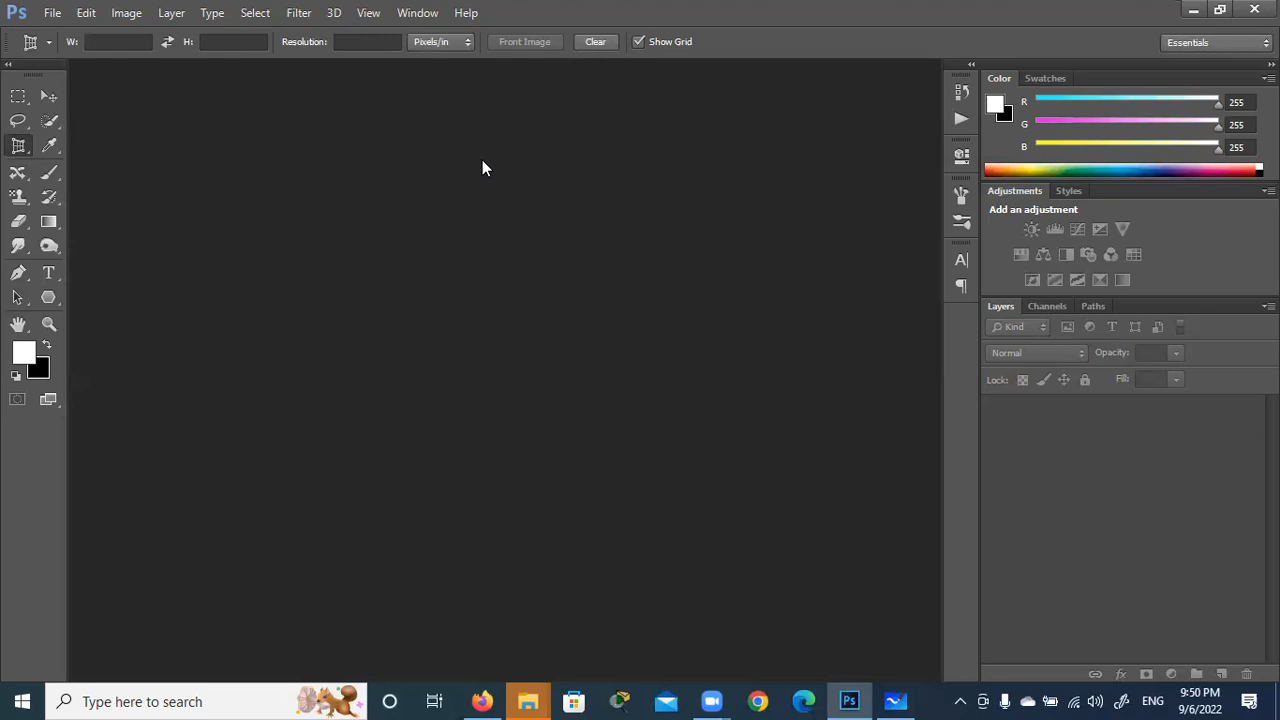 Ps File Edit Image Layer Type Select Filter 3D View Window Help
W: H: Resolution: Pixels/in Front Image Clear Show Grid Essentials
Color Swatches
R 255
G 255
B 255
Adjustments Styles
Add an adjustment
Layers Channels Paths
Kind
Normal Opacity:
Lock: Fill:
Type here to search
Ps
ENG
9:50 PM
9/6/2022